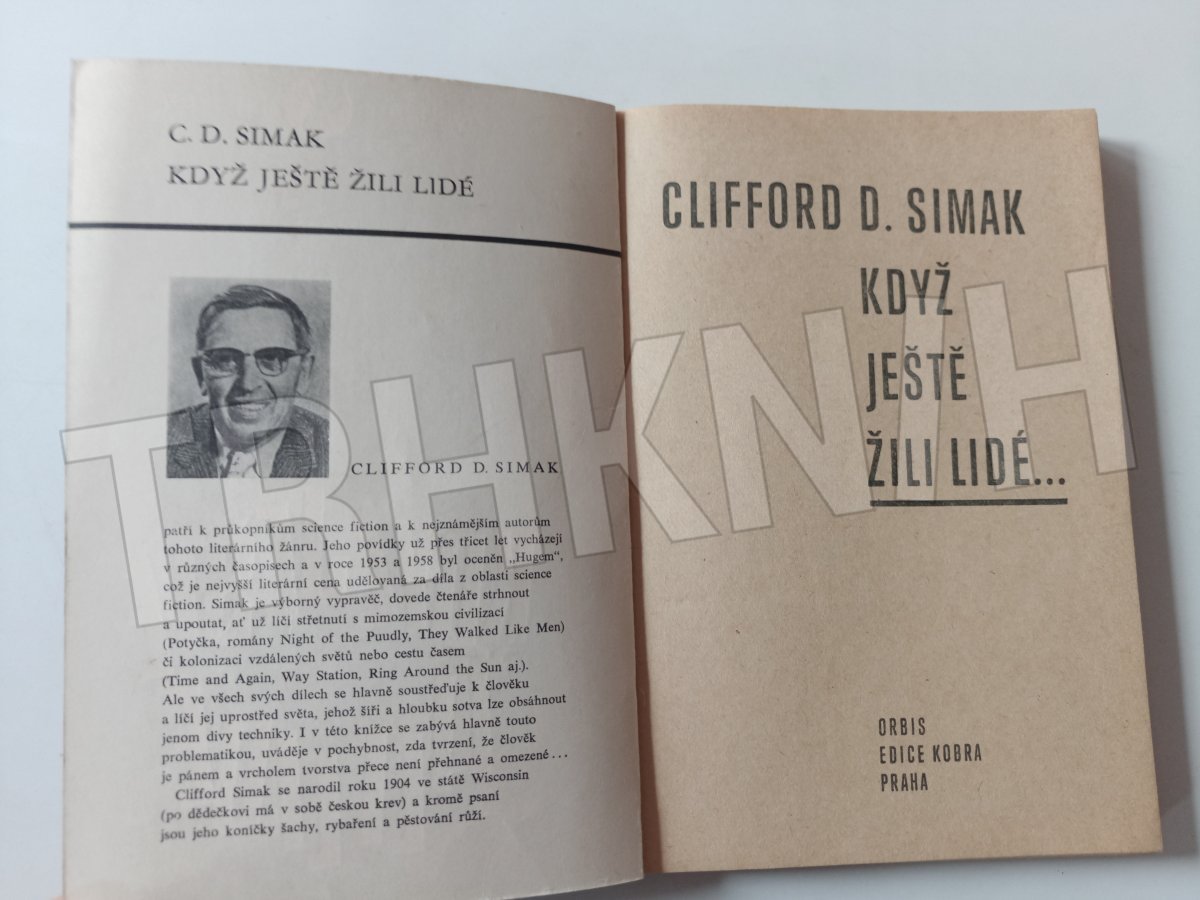 C. D. SIMAK
KDYŽ JEŠTĚ ŽILI LIDÉ
CLIFFORD D. SIMAK
patří k průkopníkům science fiction a k nejznámějším autorům
tohoto literárního žánru. Jeho povídky už přes třicet let vycházejí
v různých časopisech a v roce 1953 a 1958 byl oceněn „Hugem“,
což je nejvyšší literární cena udělovaná za díla z oblasti science
fiction. Simak je výborný vypravěč, dovede čtenáře strhnout
a upoutat, ať už líčí střetnutí s mimozemskou civilizací
(Potyčka, romány Night of the Puudly, They Walked Like Men)
či kolonizaci vzdálených světů nebo cestu časem
(Time and Again, Way Station, Ring Around the Sun aj.).
Ale ve všech svých dílech se hlavně soustřeďuje k člověku
a líčí jej uprostřed světa, jehož šíři a hloubku sotva lze obsáhnout
jenom divy techniky. I v této knížce se zabývá hlavně touto
problematikou, uváděje v pochybnost, zda tvrzení, že člověk
je pánem a vrcholem tvorstva přece není přehnané a omezené...
Clifford Simak se narodil roku 1904 ve státě Wisconsin
(po dědečkovi má v sobě českou krev) a kromě psaní
jsou jeho koníčky šachy, rybaření a pěstování růží.
CLIFFORD D. SIMAK
KDYŽ
JEŠTĚ
ŽILI LIDÉ...
ORBIS
EDICE KOBRA
PRAHA
TRHKNIH